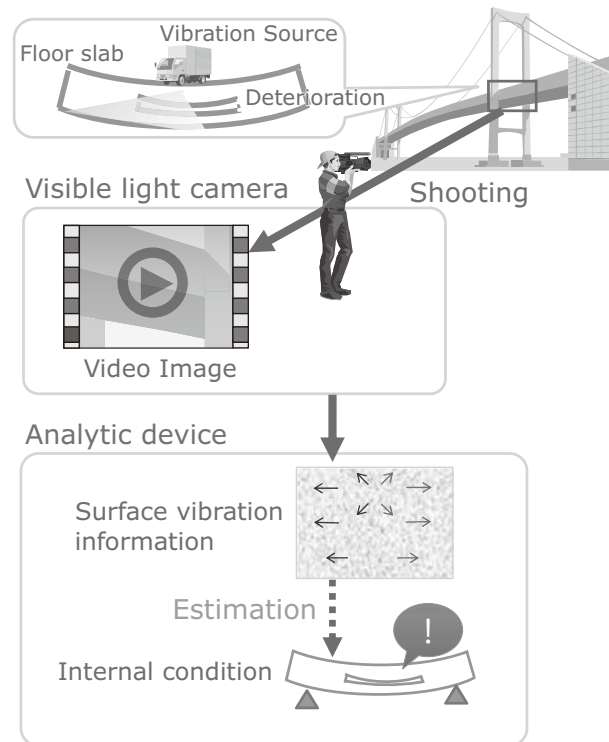 Vibration Source
Floor slab
Deterioration
Visible light camera
Shooting
Video Image
Analytic device
Surface vibration
information
Estimation
!
Internal condition